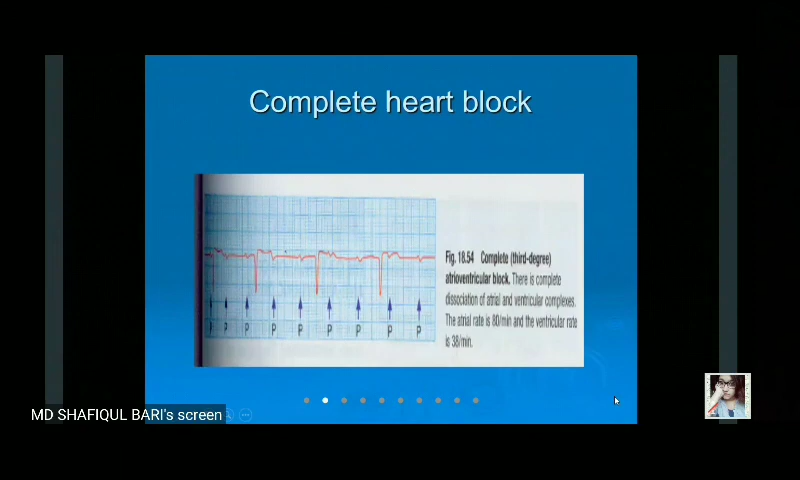 Complete heart block
Fig. 18.54 Complete (third-degree)
atrioventricular block. There is complete
dissociation of atrial and ventricular complexes.
The atrial rate is 80/min and the ventricular rate
is 38/min.
P P P P P P P P
MD SHAFIQUL BARI's screen